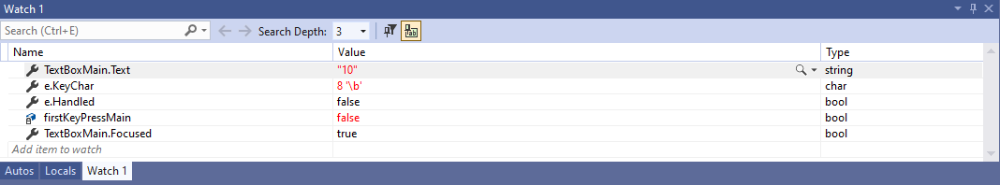 Watch 1
Search (Ctrl+E) Search Depth: 3
Name Value Type
TextBoxMain.Text "10" string
e.KeyChar 8 '\b' char
e.Handled false bool
firstKeyPressMain false bool
TextBoxMain.Focused true bool
Add item to watch
Autos Locals Watch 1